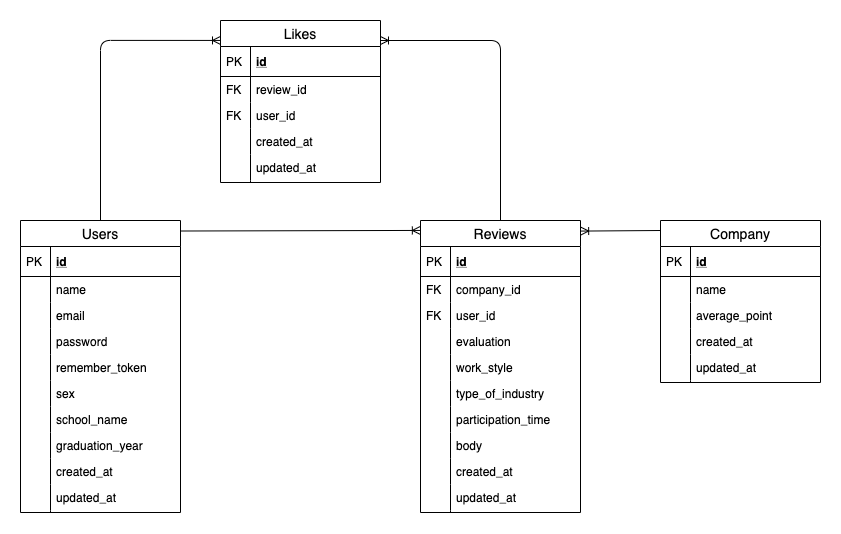 Likes
PK id
FK review_id
FK user_id
created_at
updated_at
Users
PK id
name
email
password
remember_token
sex
school_name
graduation_year
created_at
updated_at
Reviews
PK id
FK company_id
FK user_id
evaluation
work_style
type_of_industry
participation_time
body
created_at
updated_at
Company
PK id
name
average_point
created_at
updated_at